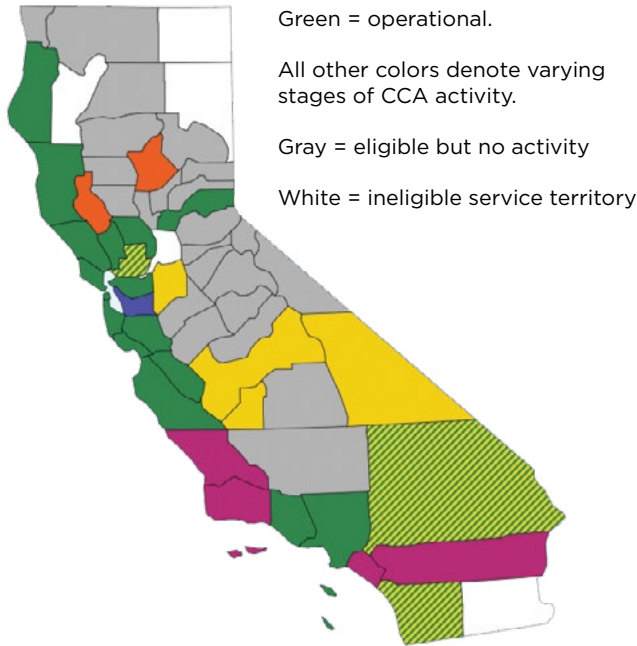 Green = operational.
All other colors denote varying
stages of CCA activity.
Gray = eligible but no activity
White = ineligible service territory